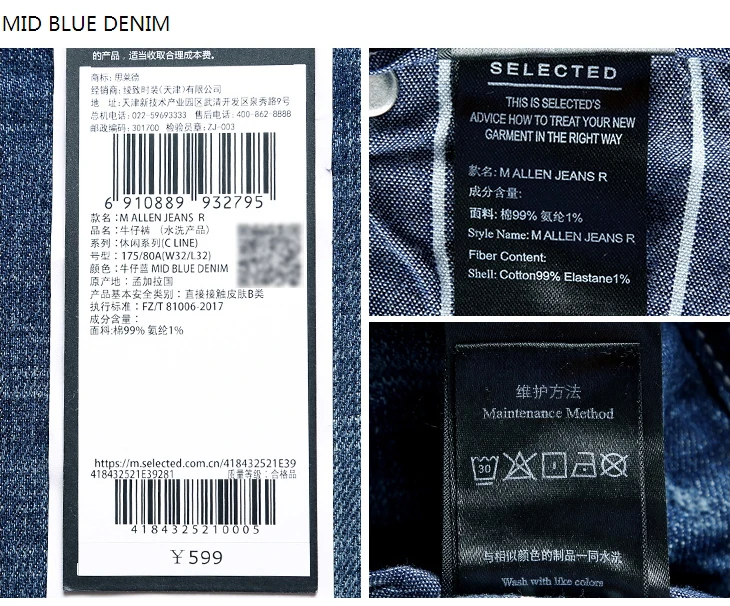 MID BLUE DENIM
的产品，适当收取合理成本费。
商标: 思莱德
经销商: 绫致时装(天津)有限公司
地  址: 天津新技术产业园区武清开发区泉秀路9号
总机电话: 022-59693333  售后电话: 400-862-8888
邮政编码: 301700  检验员章: ZJ-003
6 910889 932795
款名：M ALLEN JEANS R
品名：牛仔裤 （水洗产品）
系列：休闲系列(C LINE)
号型：175/80A(W32/L32)
颜色：牛仔蓝 MID BLUE DENIM
原产地：孟加拉国
产品基本安全类别：直接接触皮肤B类
执行标准：FZ/T 81006-2017
成分含量：
面料:棉99% 氨纶1%
https://m.selected.com.cn/418432521E39
418432521E39281  质量等级：合格品
4184325210005
￥599
SELECTED
THIS IS SELECTED'S
ADVICE HOW TO TREAT YOUR NEW
GARMENT IN THE RIGHT WAY
款名: M ALLEN JEANS R
成分含量:
面料: 棉99% 氨纶1%
Style Name: M ALLEN JEANS R
Fiber Content:
Shell: Cotton99% Elastane1%
维护方法
Maintenance Method
30
与相似颜色的制品一同水洗
Wash with like colors